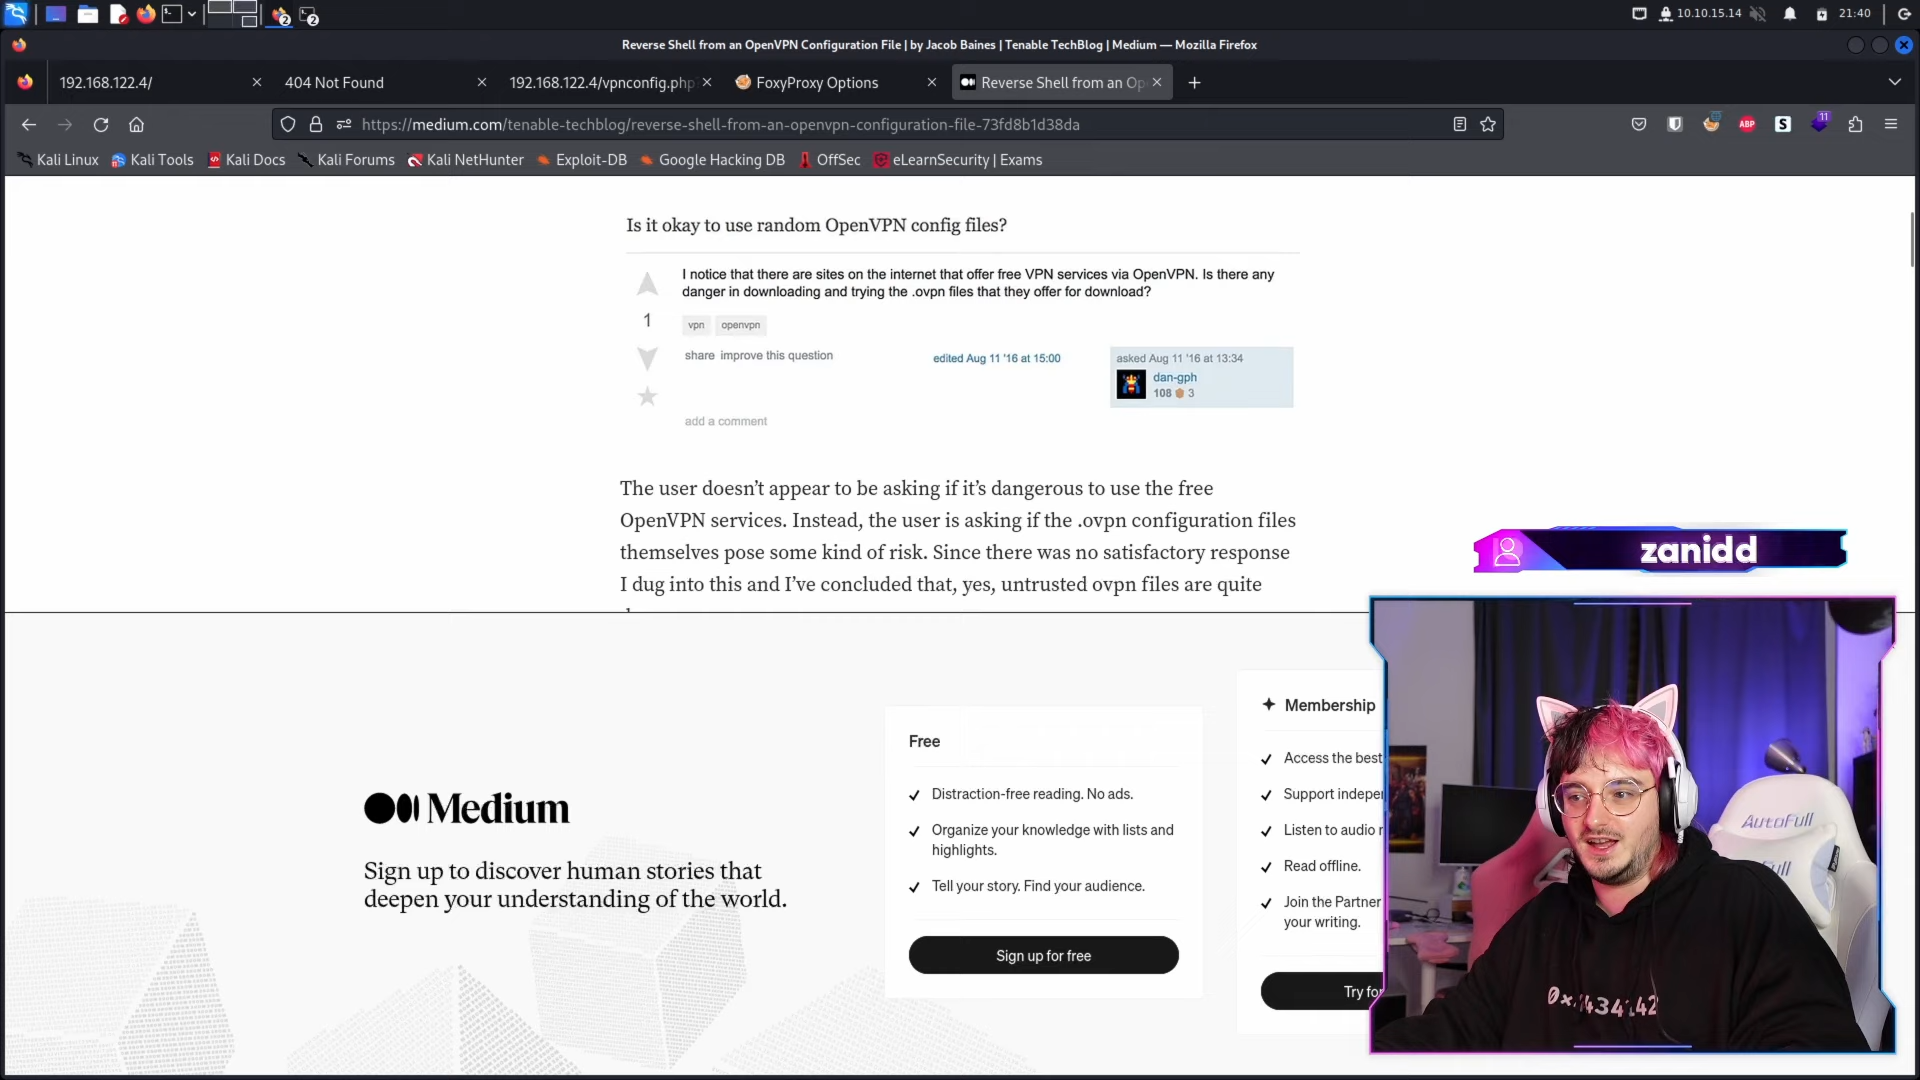 2
2
10.10.15.14
21:40
Reverse Shell from an OpenVPN Configuration File | by Jacob Baines | Tenable TechBlog | Medium — Mozilla Firefox
192.168.122.4/
404 Not Found
192.168.122.4/vpnconfig.php
FoxyProxy Options
Reverse Shell from an Op
https://medium.com/tenable-techblog/reverse-shell-from-an-openvpn-configuration-file-73fd8b1d38da
ABP
S
11
Kali Linux
Kali Tools
Kali Docs
Kali Forums
Kali NetHunter
Exploit-DB
Google Hacking DB
OffSec
eLearnSecurity | Exams
Is it okay to use random OpenVPN config files?
I notice that there are sites on the internet that offer free VPN services via OpenVPN. Is there any
danger in downloading and trying the .ovpn files that they offer for download?
1
vpn openvpn
share improve this question
edited Aug 11 '16 at 15:00
asked Aug 11 '16 at 13:34
dan-gph
108 3
add a comment
The user doesn’t appear to be asking if it’s dangerous to use the free
OpenVPN services. Instead, the user is asking if the .ovpn configuration files
themselves pose some kind of risk. Since there was no satisfactory response
I dug into this and I’ve concluded that, yes, untrusted ovpn files are quite
zanidd
Medium
Sign up to discover human stories that
deepen your understanding of the world.
Free
Distraction-free reading. No ads.
Organize your knowledge with lists and
highlights.
Tell your story. Find your audience.
Sign up for free
Membership
Access the best
Support
Listen to audio
Read offline.
Join the Partner
your writing.
Try
AutoFull